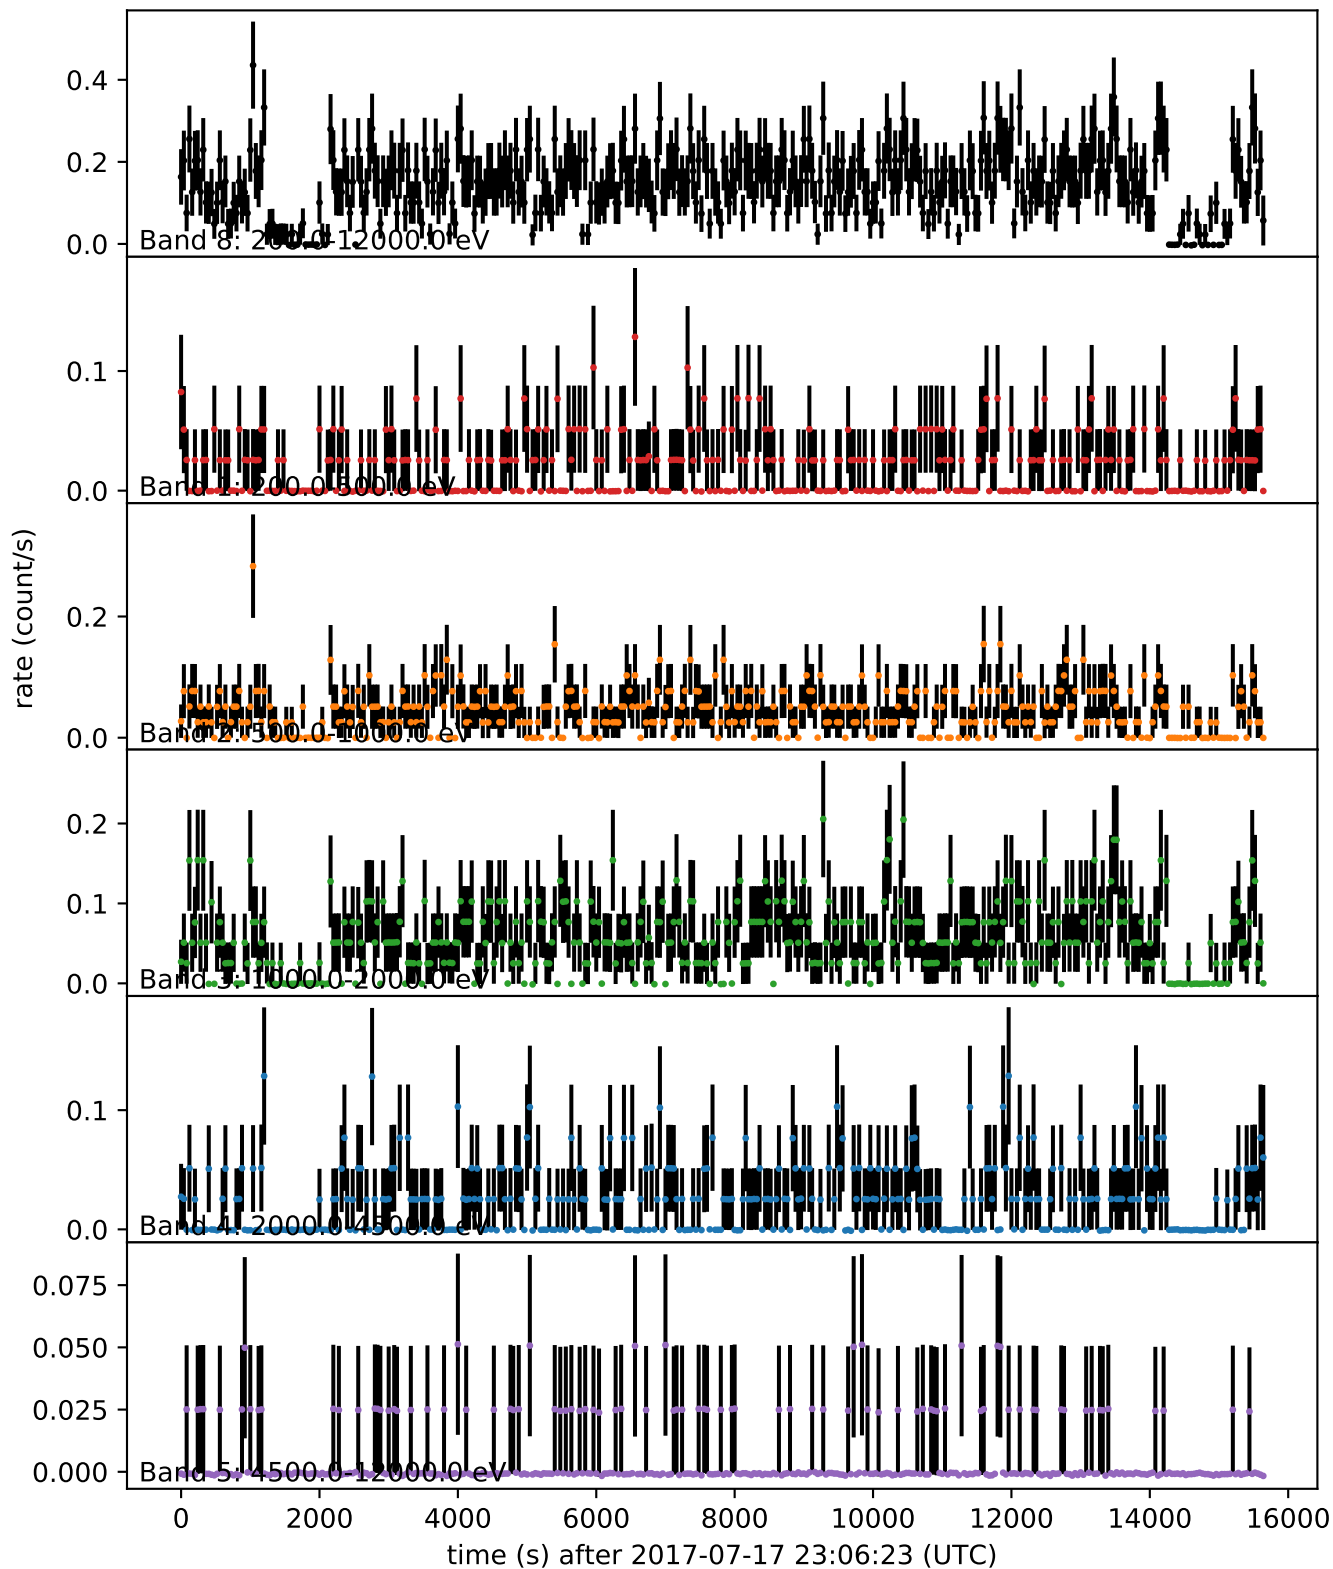 0.4
0.2
0.0
Band 8: 200.0-12000.0 eV
0.1
0.0
Band 1: 200.0-500.0 eV
rate (count/s)
0.2
0.0
Band 2: 500.0-1000.0 eV
0.2
0.1
0.0
Band 3: 1000.0-2000.0 eV
0.1
0.0
Band 4: 2000.0-4500.0 eV
0.075
0.050
0.025
0.000
Band 5: 4500.0-12000.0 eV
0 2000 4000 6000 8000 10000 12000 14000 16000
time (s) after 2017-07-17 23:06:23 (UTC)